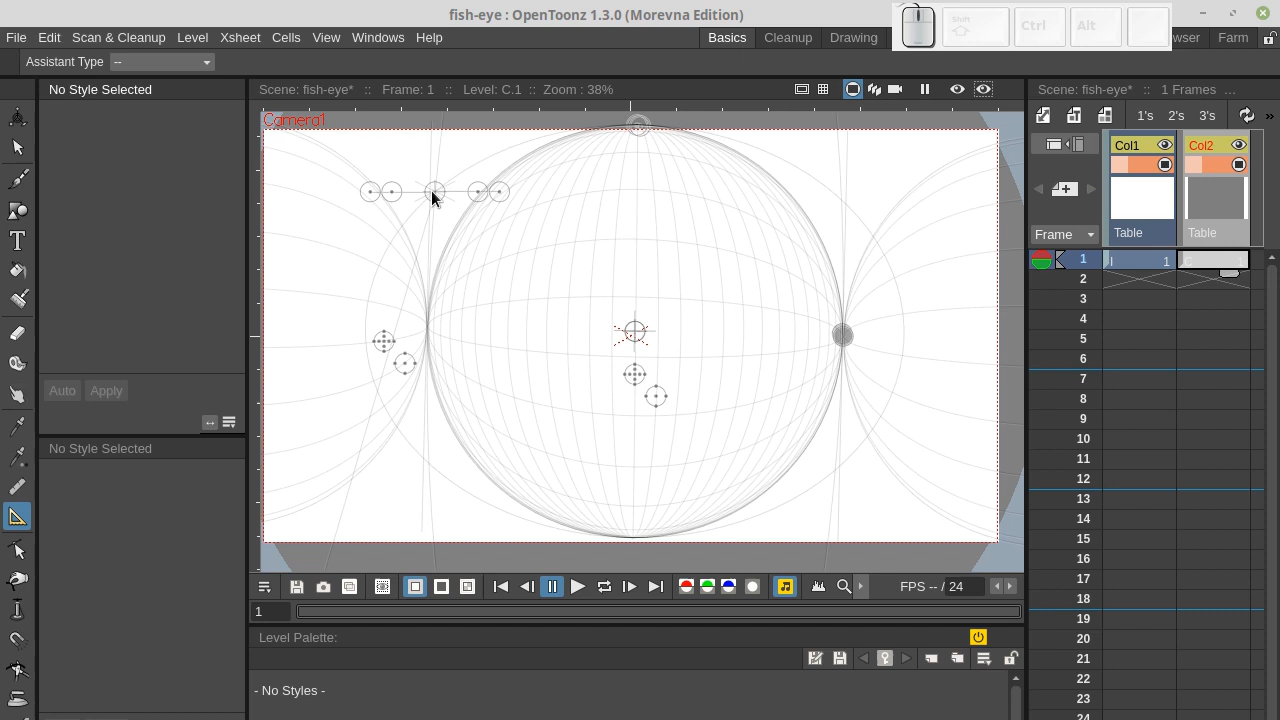 fish-eye : OpenToonz 1.3.0 (Morevna Edition)
Shift
Ctrl
Alt
File Edit Scan & Cleanup Level Xsheet Cells View Windows Help
Basics Cleanup Drawing
wser Farm
Assistant Type --
No Style Selected
Scene: fish-eye* :: Frame: 1 :: Level: C.1 :: Zoom : 38%
Scene: fish-eye* :: 1 Frames ...
Camera1
1's 2's 3's »
Col1 Col2
Frame
Table Table
1 I 1 C 1
2
3
4
5
6
7
8
9
10
11
12
13
14
15
16
17
18
19
20
21
22
23
24
Auto Apply
No Style Selected
FPS -- / 24
1
Level Palette:
- No Styles -